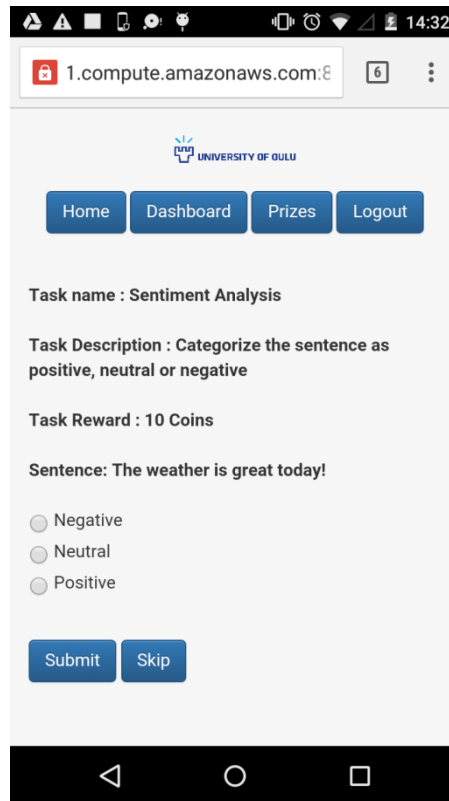 14:32
1.compute.amazonaws.com:8
6
UNIVERSITY OF OULU
Home Dashboard Prizes Logout
Task name : Sentiment Analysis
Task Description : Categorize the sentence as
positive, neutral or negative
Task Reward : 10 Coins
Sentence: The weather is great today!
Negative
Neutral
Positive
Submit Skip